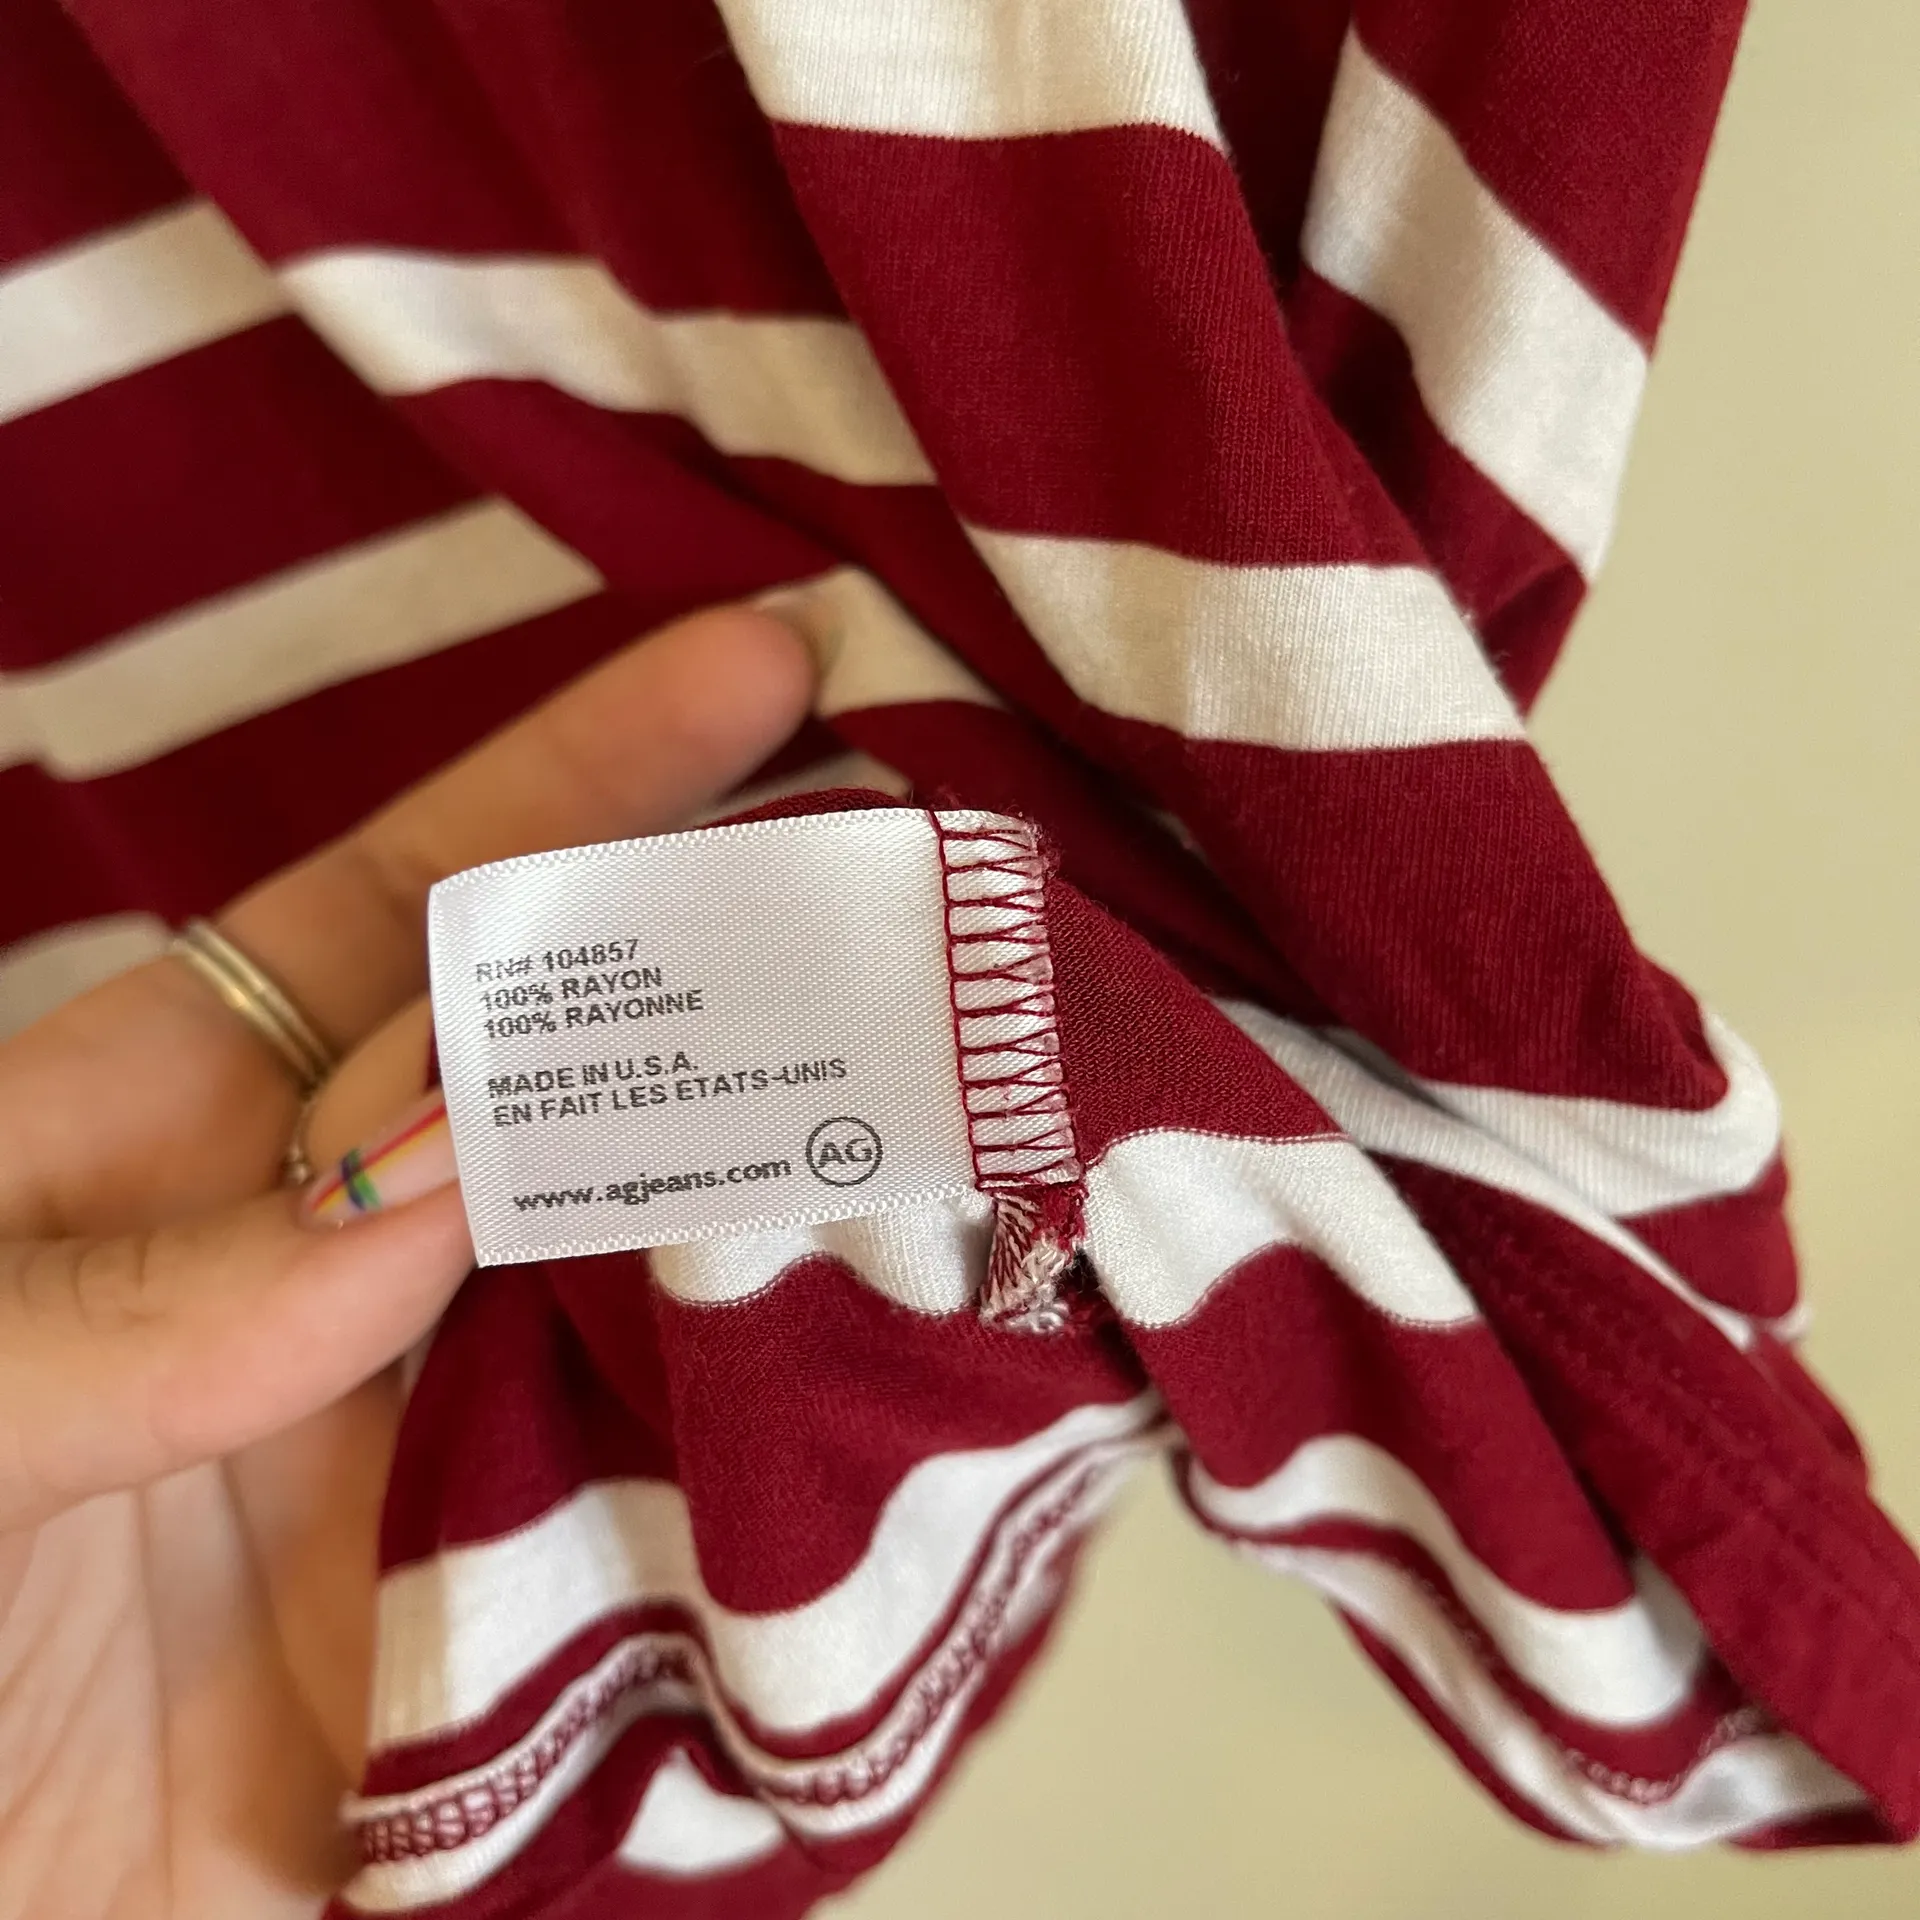 RN# 104857
100% RAYON
100% RAYONNE
MADE IN U.S.A.
EN FAIT LES ETATS-UNIS
www.agjeans.com AG